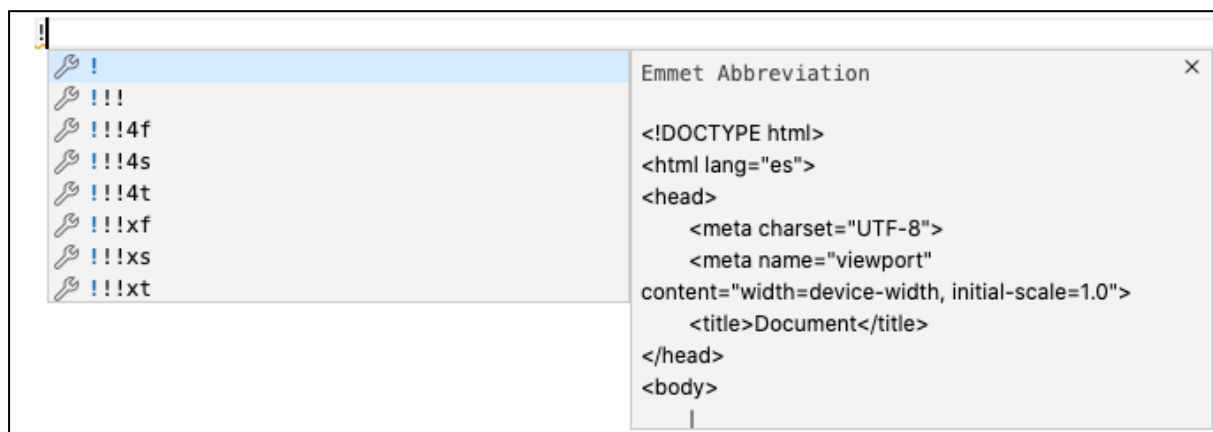 !
!
!!!
!!!4f
!!!4s
!!!4t
!!!xf
!!!xs
!!!xt
Emmet Abbreviation
<!DOCTYPE html>
<html lang="es">
<head>
<meta charset="UTF-8">
<meta name="viewport"
content="width=device-width, initial-scale=1.0">
<title>Document</title>
</head>
<body>
|